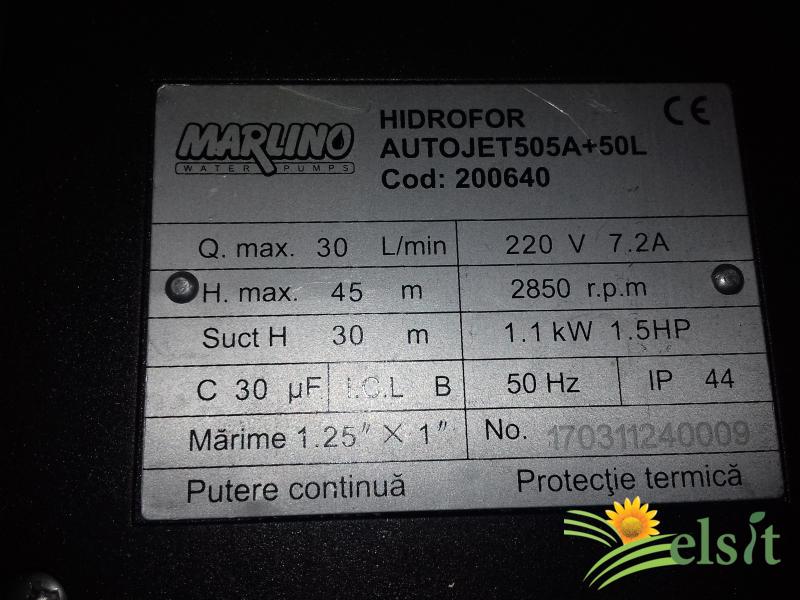 MARLINO
WATER PUMPS
HIDROFOR
AUTOJET505A+50L
Cod: 200640
CE
Q. max. 30 L/min 220 V 7.2A
H. max. 45 m 2850 r.p.m
Suct H 30 m 1.1 kW 1.5HP
C 30 µF I.C.L B 50 Hz IP 44
Mărime 1.25" X 1" No. 170311240009
Putere continuă Protecţie termică
elsit